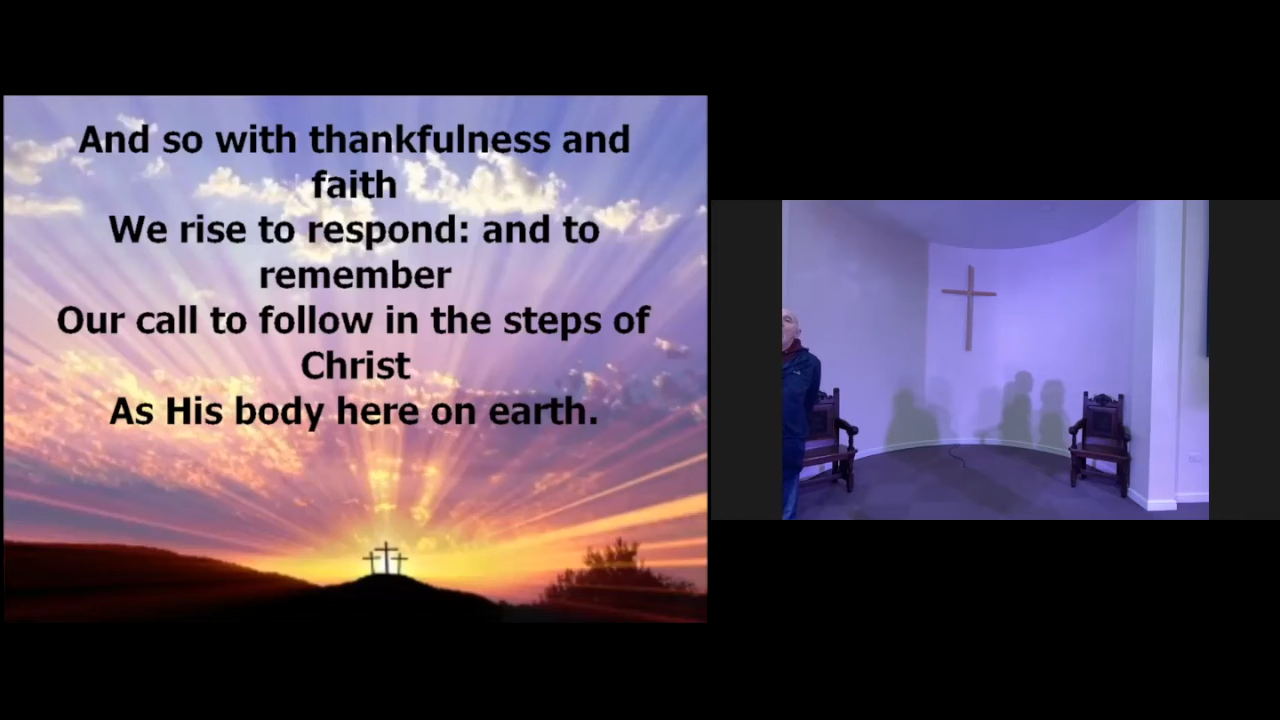 And so with thankfulness and
faith
We rise to respond: and to
remember
Our call to follow in the steps of
Christ
As His body here on earth.